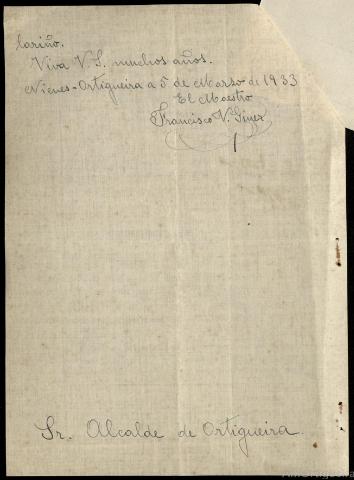 cariño.
Viva V. S. muchos años.
Nieves-Ortigueira a 5 de Marzo de 1933
El Maestro
Francisco V. Giner
Sr. Alcalde de Ortigueira.